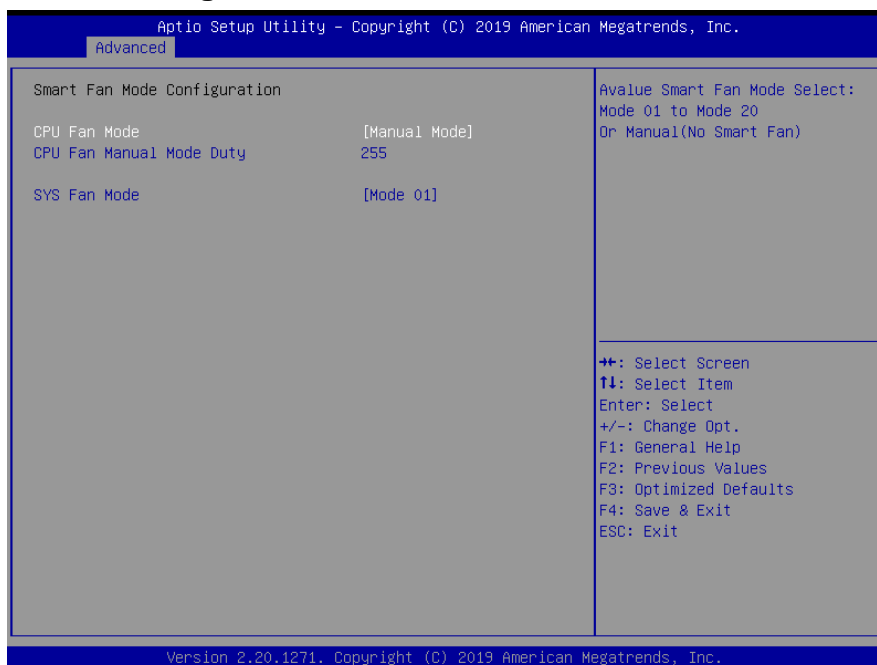 Aptio Setup Utility – Copyright (C) 2019 American Megatrends, Inc.
Advanced
Smart Fan Mode Configuration
CPU Fan Mode [Manual Mode]
CPU Fan Manual Mode Duty 255
SYS Fan Mode [Mode 01]
Avalue Smart Fan Mode Select:
Mode 01 to Mode 20
Or Manual(No Smart Fan)
→←: Select Screen
↑↓: Select Item
Enter: Select
+/-: Change Opt.
F1: General Help
F2: Previous Values
F3: Optimized Defaults
F4: Save & Exit
ESC: Exit
Version 2.20.1271. Copyright (C) 2019 American Megatrends, Inc.